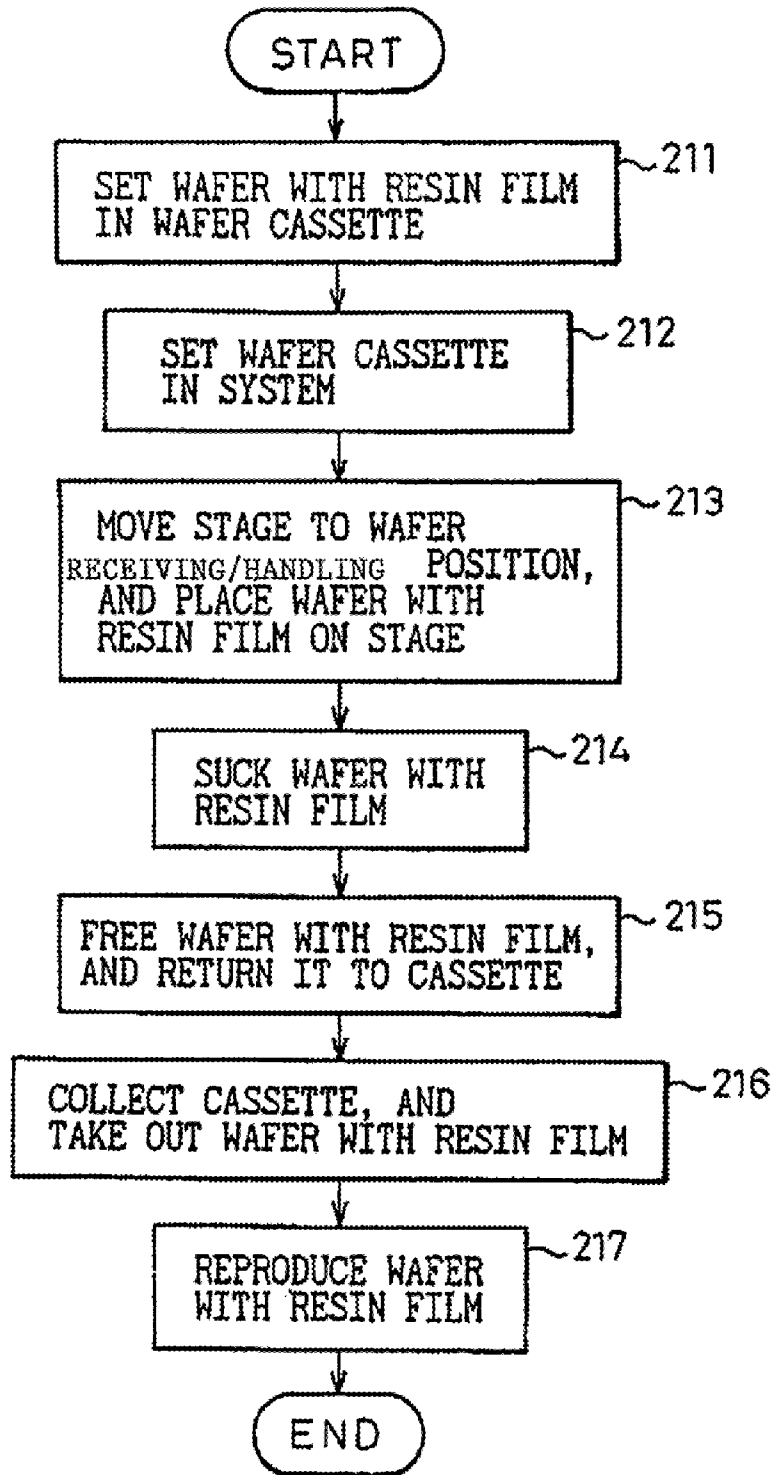 START
211
SET WAFER WITH RESIN FILM
IN WAFER CASSETTE
212
SET WAFER CASSETTE
IN SYSTEM
213
MOVE STAGE TO WAFER
RECEIVING/HANDLING POSITION,
AND PLACE WAFER WITH
RESIN FILM ON STAGE
214
SUCK WAFER WITH
RESIN FILM
215
FREE WAFER WITH RESIN FILM,
AND RETURN IT TO CASSETTE
216
COLLECT CASSETTE, AND
TAKE OUT WAFER WITH RESIN FILM
217
REPRODUCE WAFER
WITH RESIN FILM
END